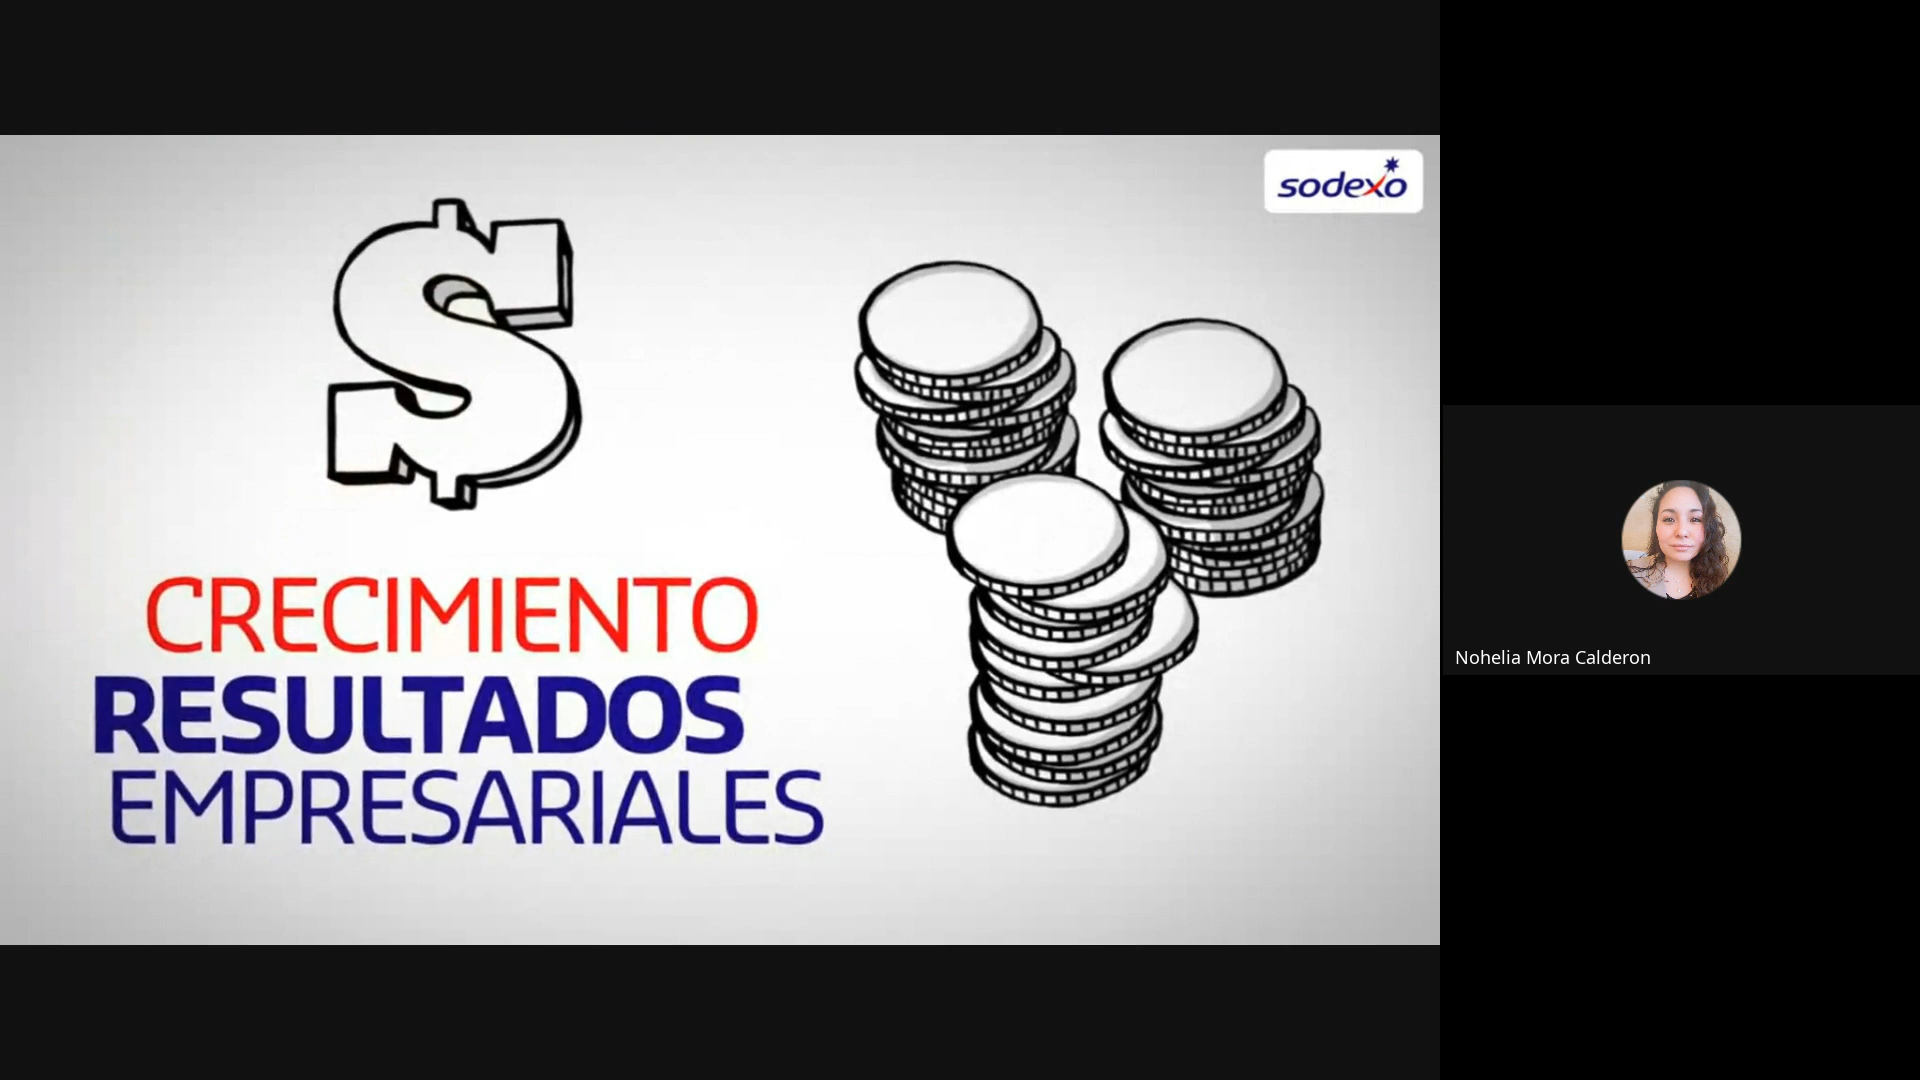 sodexo
CRECIMIENTO
RESULTADOS
EMPRESARIALES
Nohelia Mora Calderon